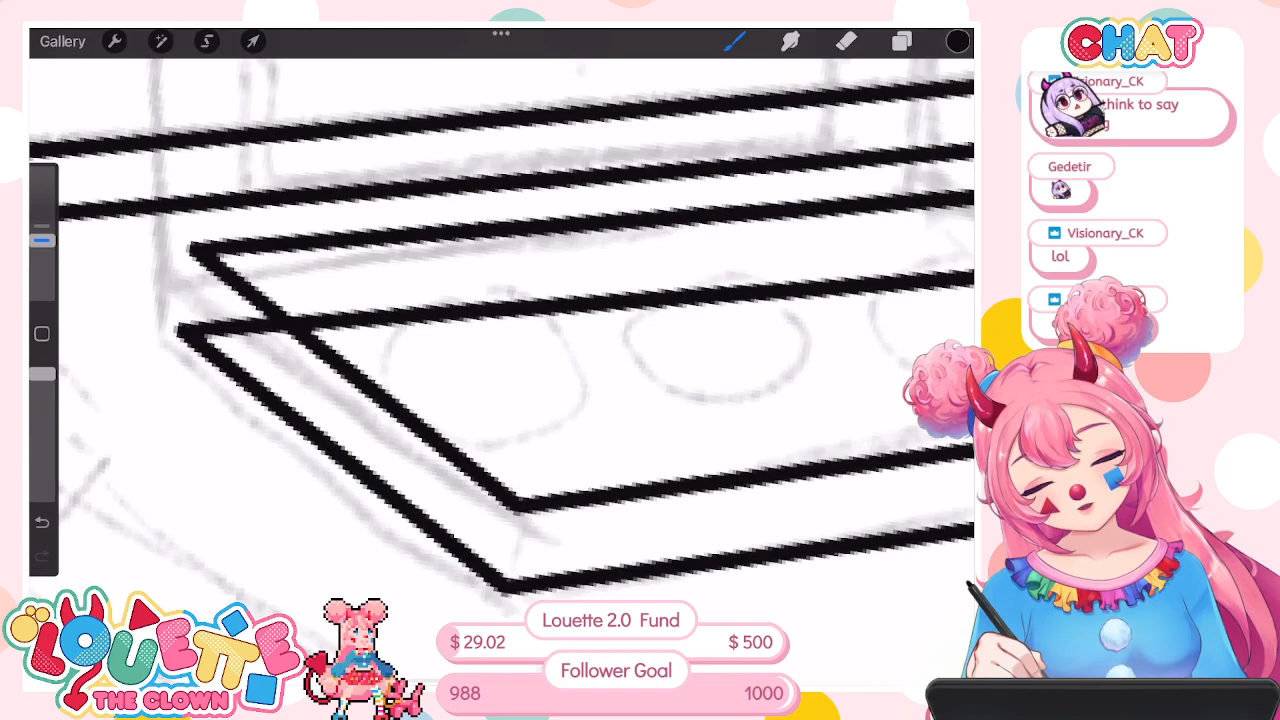 Gallery
CHAT
Visionary_CK
think to say
Gedetir
Visionary_CK
lol
LOUETTE
THE CLOWN
Louette 2.0 Fund
$ 29.02
$ 500
Follower Goal
988
1000